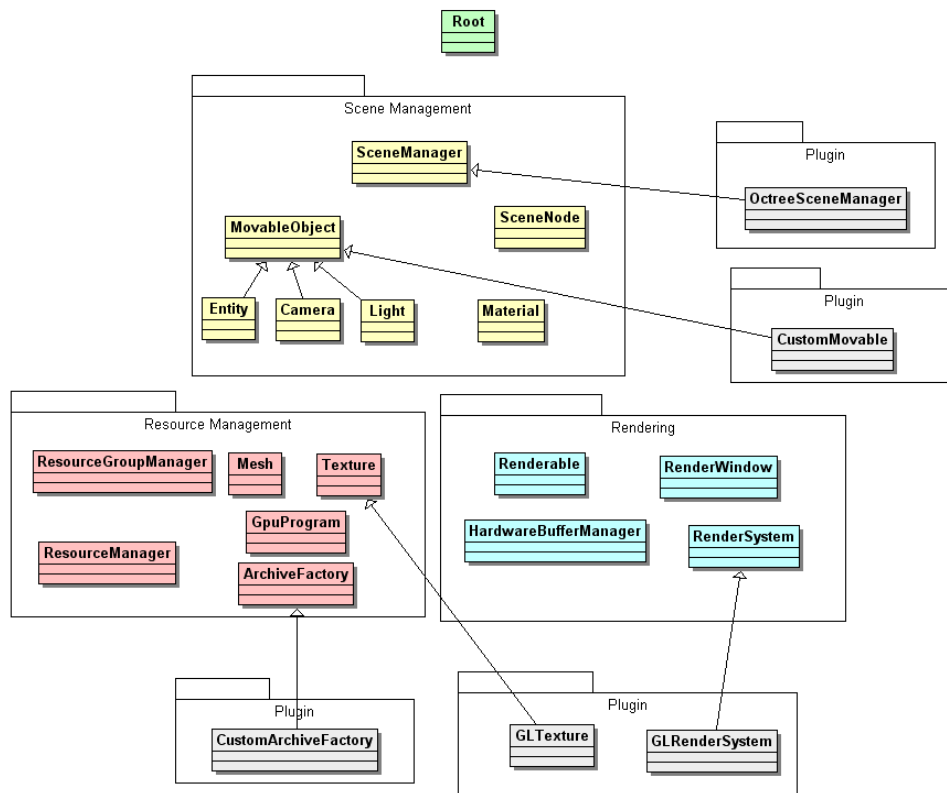 Root
Scene Management
SceneManager
Plugin
OctreeSceneManager
SceneNode
MovableObject
Plugin
Entity
Camera
Light
Material
CustomMovable
Resource Management
Rendering
ResourceGroupManager
Mesh
Texture
Renderable
RenderWindow
GpuProgram
HardwareBufferManager
RenderSystem
ResourceManager
ArchiveFactory
Plugin
Plugin
CustomArchiveFactory
GLTexture
GLRenderSystem